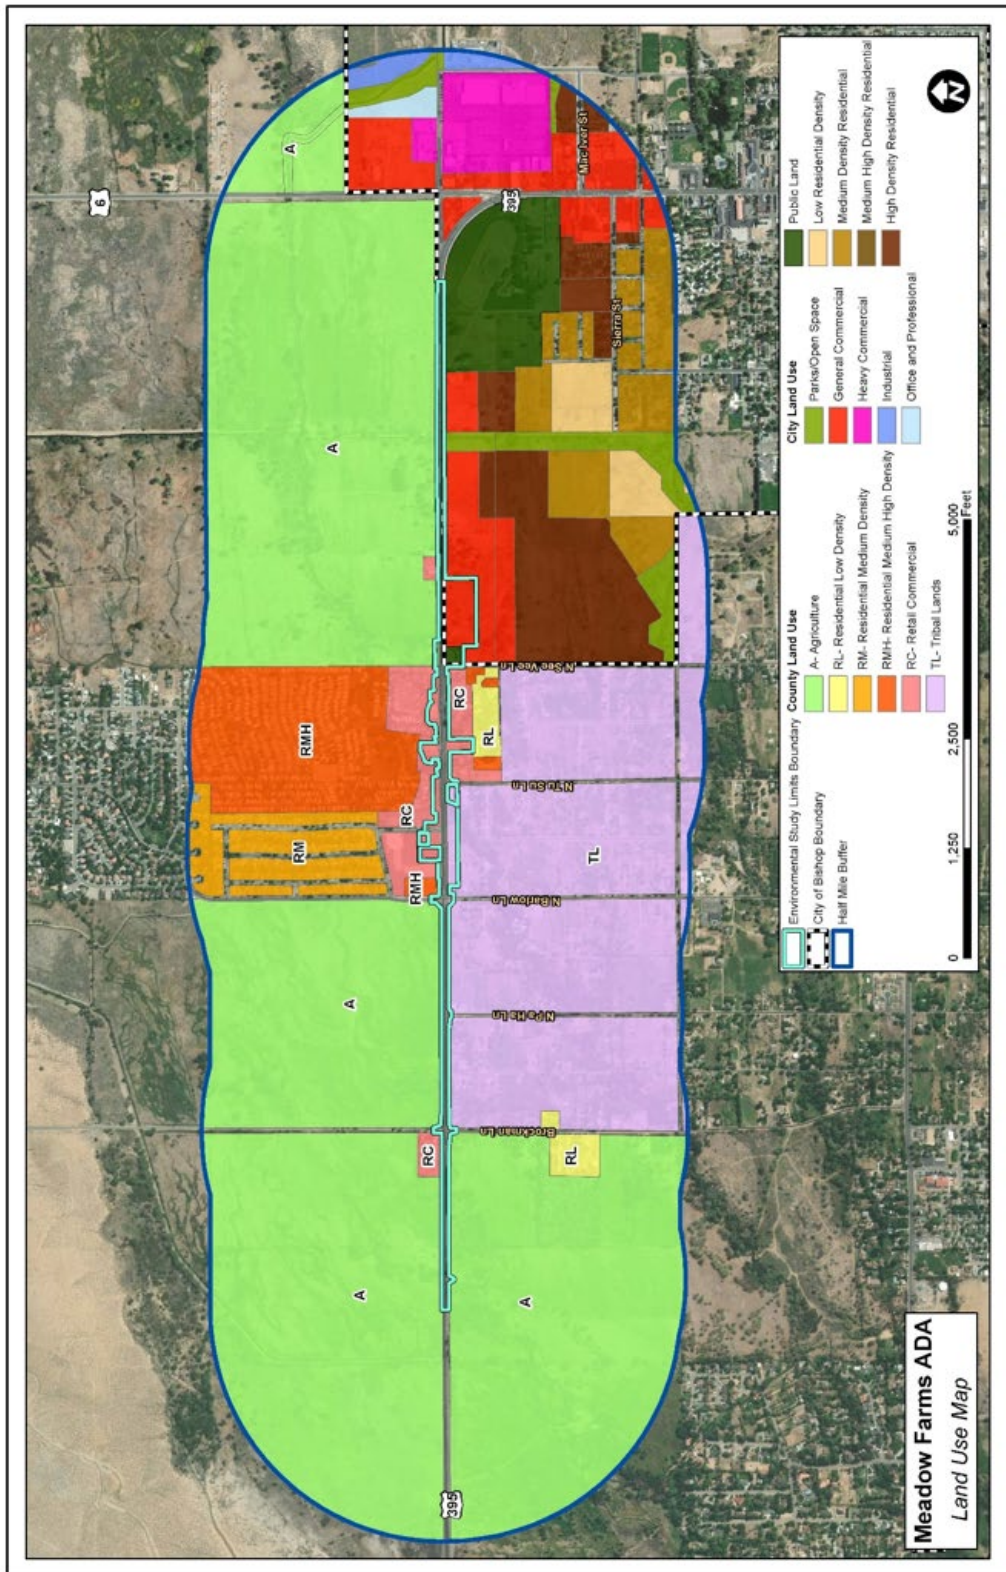 6
395
395
A
A
A
A
A
RMH
RM
RC
RMH
RC
RC
RL
RL
TL
Mac Iver St
Sierra St
N See Vee Ln
N Tu Su Ln
N Barlow Ln
N Pa Ha Ln
Brockman Ln
Meadow Farms ADA
Land Use Map
Environmental Study Limits Boundary
City of Bishop Boundary
Half Mile Buffer
County Land Use
A- Agriculture
RL- Residential Low Density
RM- Residential Medium Density
RMH- Residential Medium High Density
RC- Retail Commercial
TL- Tribal Lands
City Land Use
Parks/Open Space
General Commercial
Heavy Commercial
Industrial
Office and Professional
Public Land
Low Residential Density
Medium Density Residential
Medium High Density Residential
High Density Residential
0 1,250 2,500 5,000
Feet
N